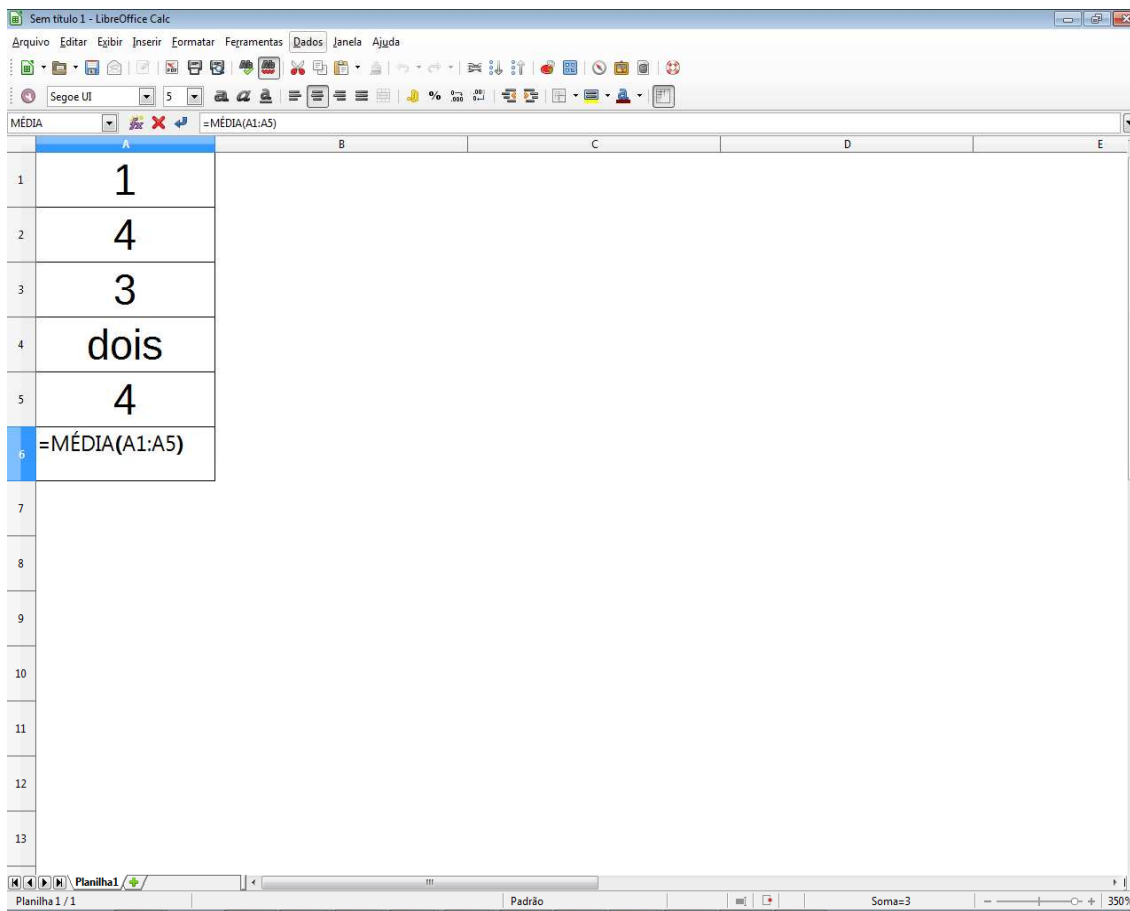 Sem título 1 - LibreOffice Calc
Arquivo Editar Exibir Inserir Formatar Ferramentas Dados Janela Ajuda
Segoe UI 5
MÉDIA =MÉDIA(A1:A5)
A B C D E
1 1
2 4
3 3
4 dois
5 4
6 =MÉDIA(A1:A5)
7
8
9
10
11
12
13
Planilha1
Planilha 1 / 1 Padrão Soma=3 350%